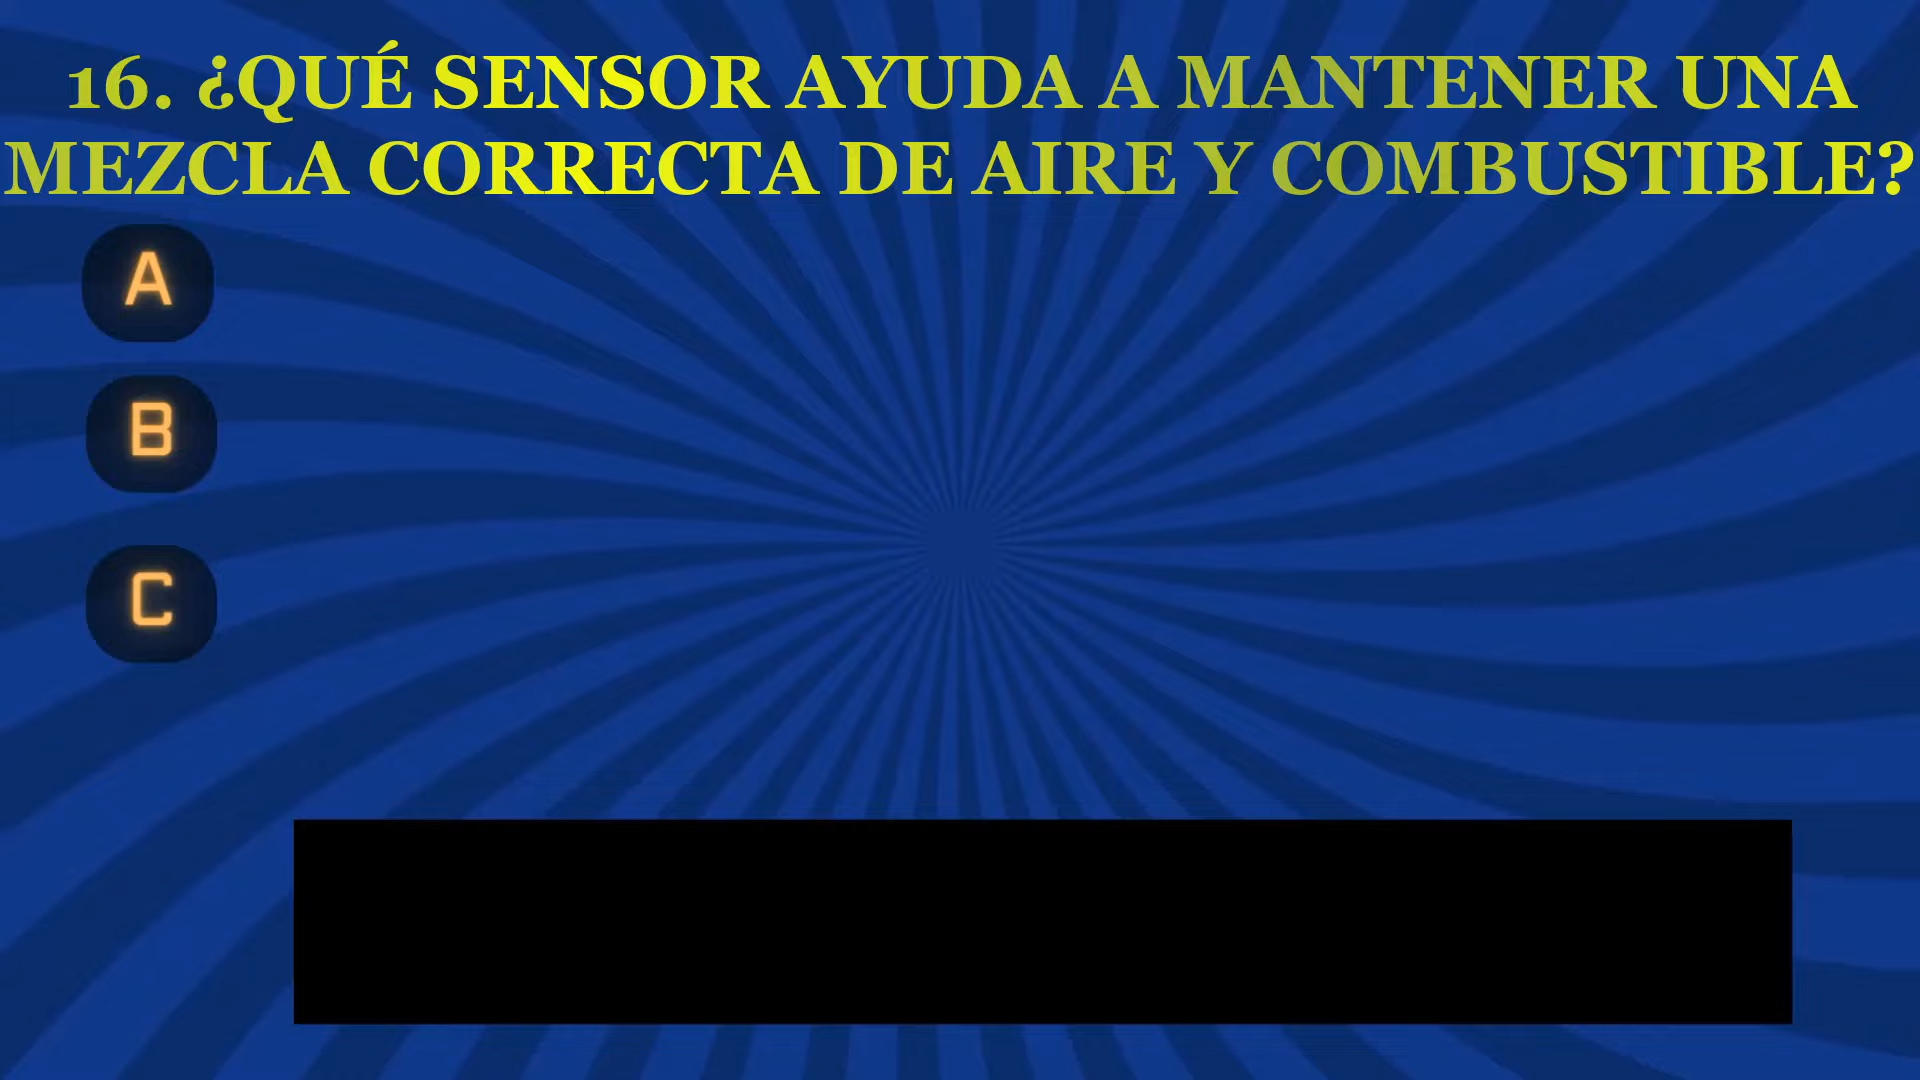 16. ¿QUÉ SENSOR AYUDA A MANTENER UNA
MEZCLA CORRECTA DE AIRE Y COMBUSTIBLE?
A
B
C